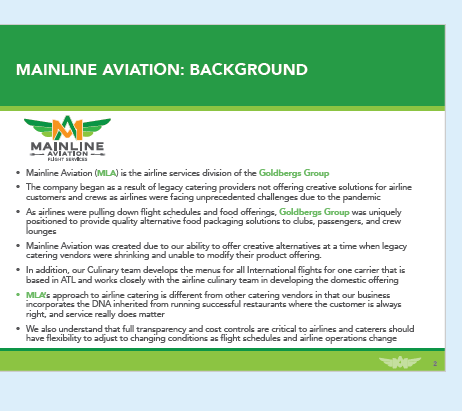 MAINLINE AVIATION: BACKGROUND
MAINLINE
AVIATION
FLIGHT SERVICES
• Mainline Aviation (MLA) is the airline services division of the Goldbergs Group
• The company began as a result of legacy catering providers not offering creative solutions for airline
customers and crews as airlines were facing unprecedented challenges due to the pandemic
• As airlines were pulling down flight schedules and food offerings, Goldbergs Group was uniquely
positioned to provide quality alternative food packaging solutions to clubs, passengers, and crew
lounges
• Mainline Aviation was created due to our ability to offer creative alternatives at a time when legacy
catering vendors were shrinking and unable to modify their product offering.
• In addition, our Culinary team develops the menus for all International flights for one carrier that is
based in ATL and works closely with the airline culinary team in developing the domestic offering
• MLA's approach to airline catering is different from other catering vendors in that our business
incorporates the DNA inherited from running successful restaurants where the customer is always
right, and service really does matter
• We also understand that full transparency and cost controls are critical to airlines and caterers should
have flexibility to adjust to changing conditions as flight schedules and airline operations change
2